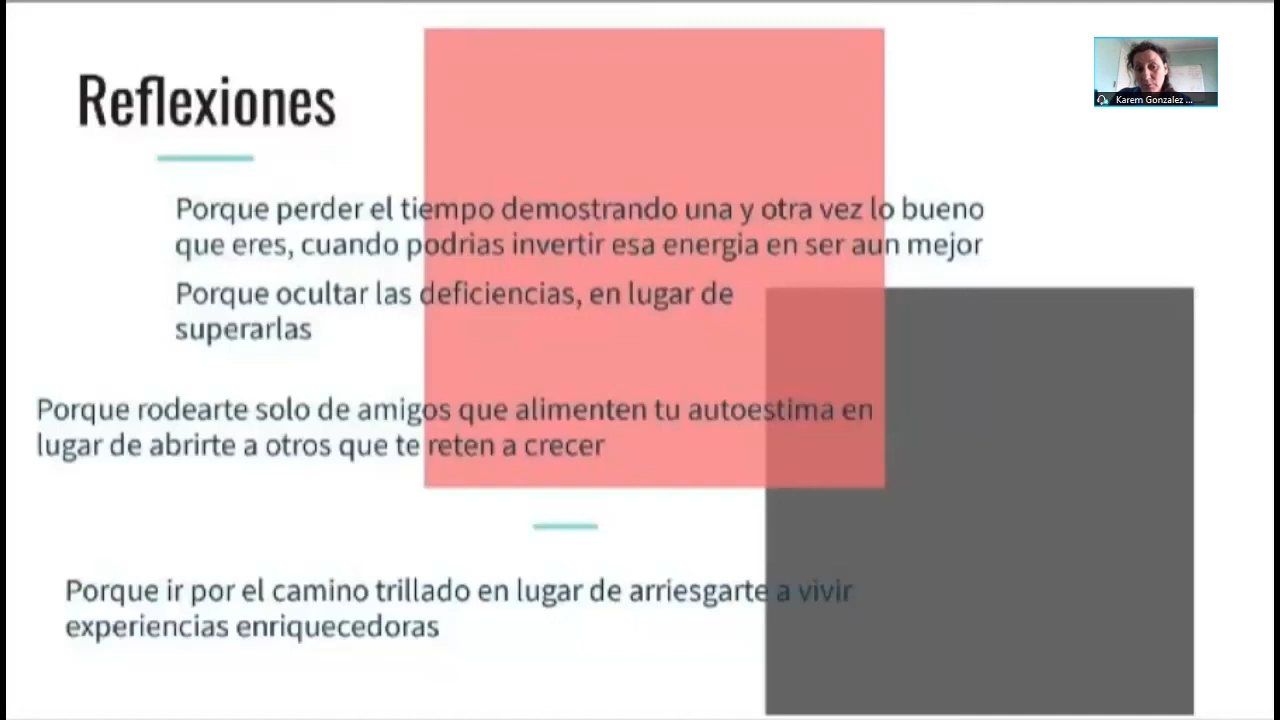 Reflexiones
Karem Gonzalez ...
Porque perder el tiempo demostrando una y otra vez lo bueno
que eres, cuando podrias invertir esa energia en ser aun mejor
Porque ocultar las deficiencias, en lugar de
superarlas
Porque rodearte solo de amigos que alimenten tu autoestima en
lugar de abrirte a otros que te reten a crecer
Porque ir por el camino trillado en lugar de arriesgarte a vivir
experiencias enriquecedoras